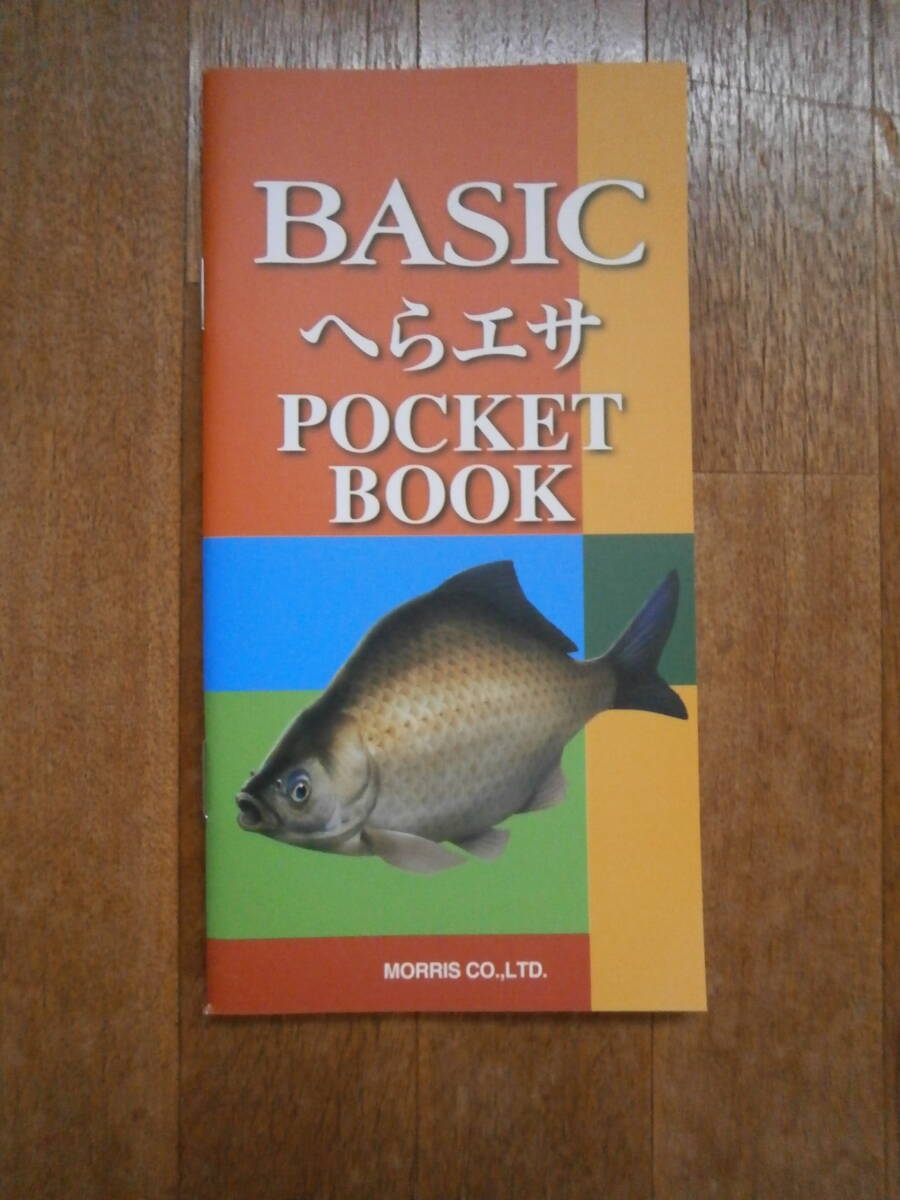 BASIC
へらエサ
POCKET
BOOK
MORRIS CO.,LTD.